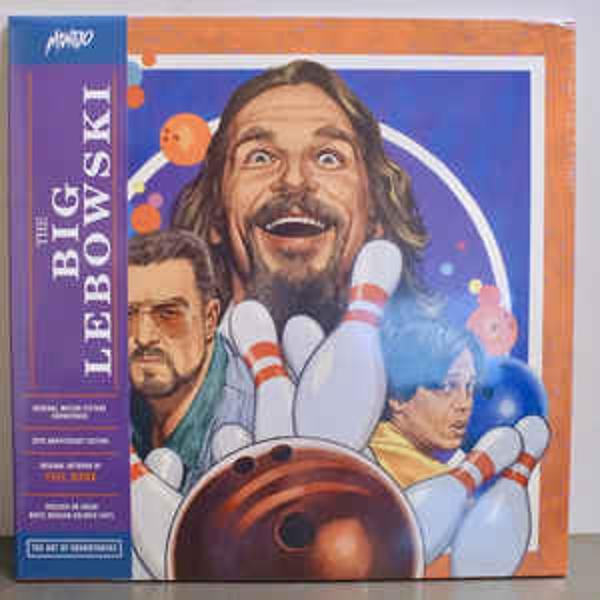 MONDO
THE
BIG
LEBOWSKI
ORIGINAL MOTION PICTURE
SOUNDTRACK
20TH ANNIVERSARY EDITION
ORIGINAL ARTWORK BY
PAUL MANN
THE ART OF SOUNDTRACKS